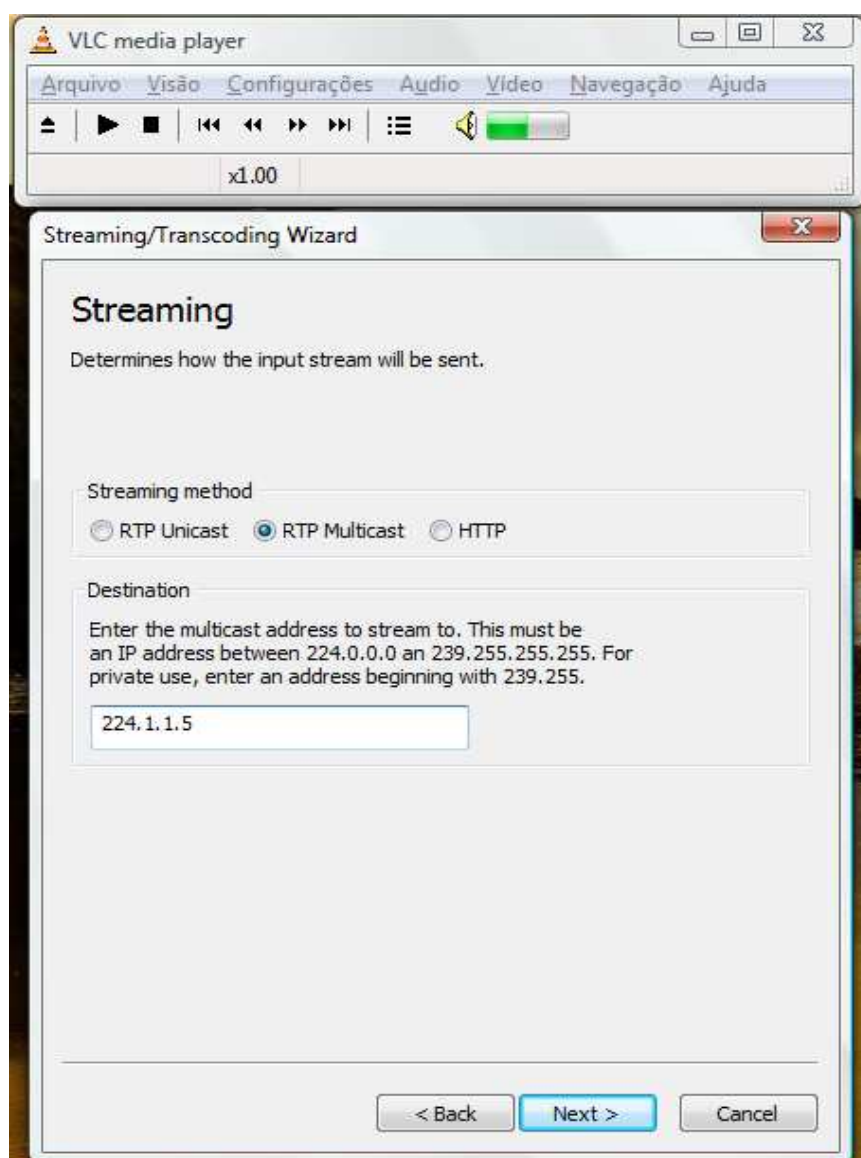 VLC media player
Arquivo Visão Configurações Audio Vídeo Navegação Ajuda
x1.00
Streaming/Transcoding Wizard
Streaming
Determines how the input stream will be sent.
Streaming method
RTP Unicast RTP Multicast HTTP
Destination
Enter the multicast address to stream to. This must be
an IP address between 224.0.0.0 an 239.255.255.255. For
private use, enter an address beginning with 239.255.
224.1.1.5
< Back Next > Cancel